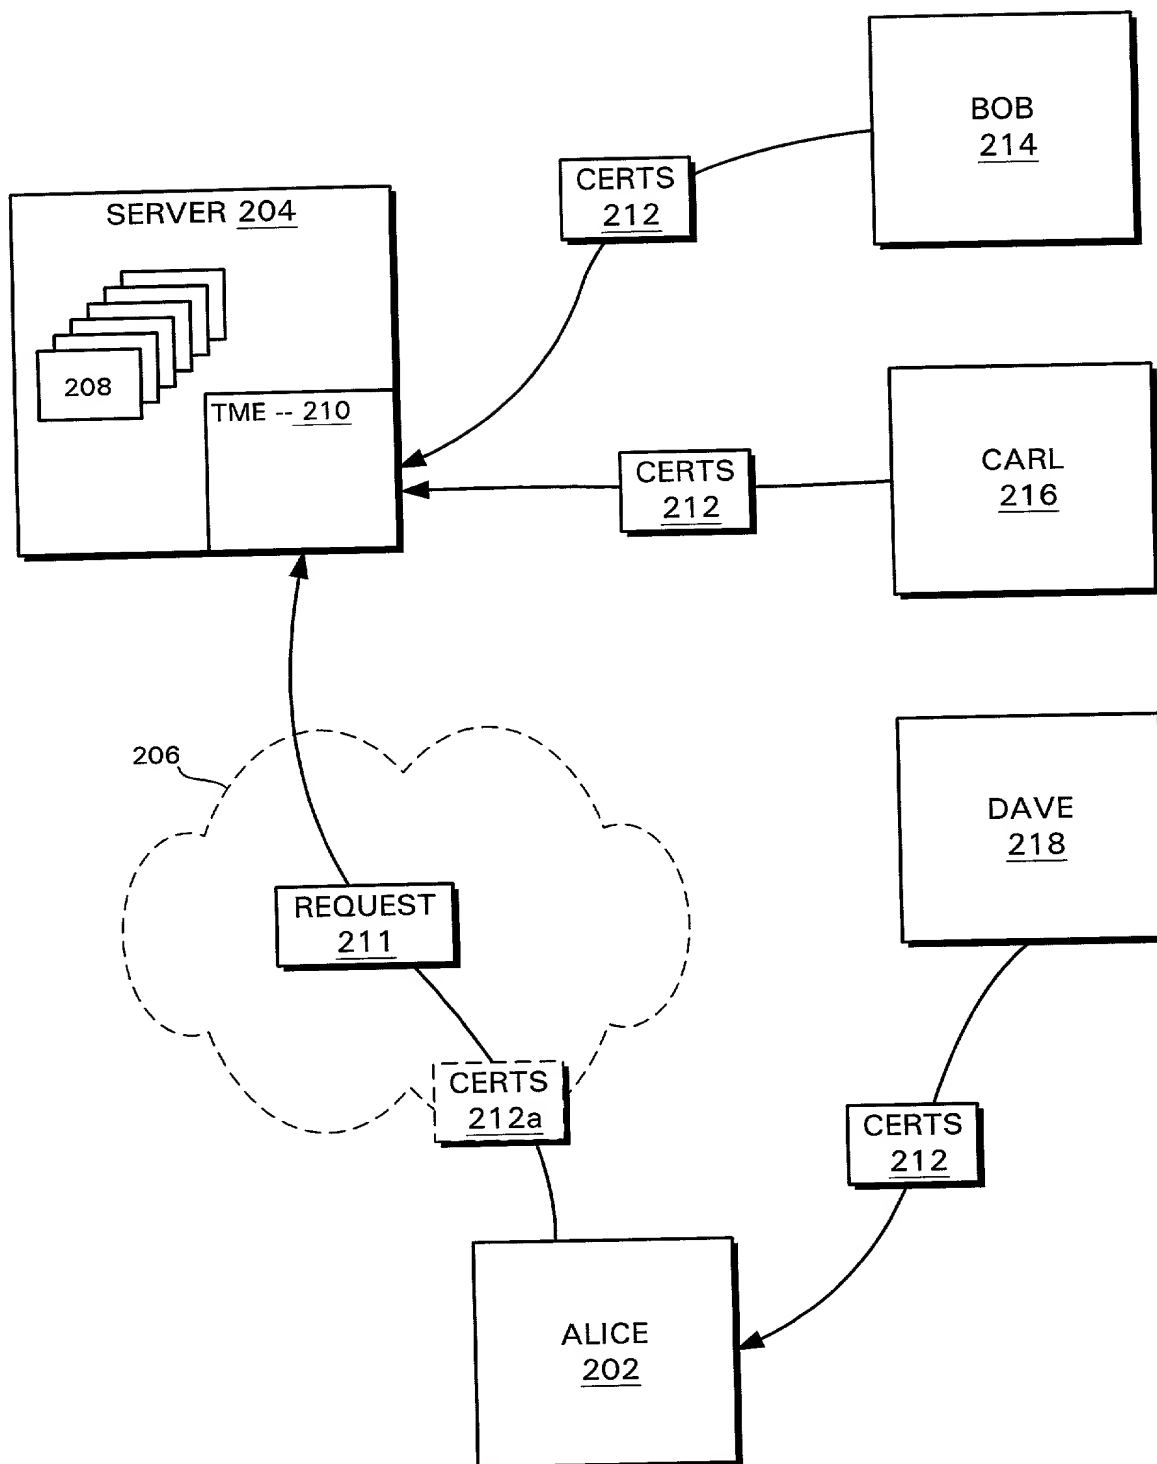 BOB
214
CERTS
212
SERVER 204
208
TME -- 210
CARL
216
CERTS
212
206
DAVE
218
REQUEST
211
CERTS
212a
CERTS
212
ALICE
202